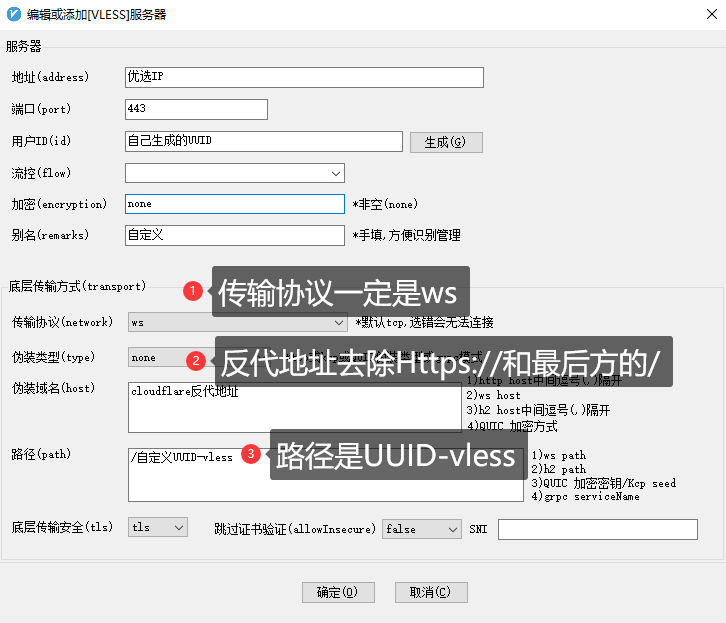 编辑或添加[VLESS]服务器
服务器
地址(address) 优选IP
端口(port) 443
用户ID(id) 自己生成的UUID 生成(G)
流控(flow)
加密(encryption) none *非空(none)
别名(remarks) 自定义 *手填,方便识别管理
底层传输方式(transport)
1 传输协议一定是ws
传输协议(network) ws *默认tcp,选错会无法连接
伪装类型(type) none
2 反代地址去除Https://和最后方的/
伪装域名(host) cloudflare反代地址
1)http host中间逗号(,)隔开
2)ws host
3)h2 host中间逗号(,)隔开
4)QUIC 加密方式
路径(path) /自定义UUID-vless
3 路径是UUID-vless
1)ws path
2)h2 path
3)QUIC 加密密钥/Kcp seed
4)grpc serviceName
底层传输安全(tls) tls 跳过证书验证(allowInsecure) false SNI
确定(O) 取消(C)